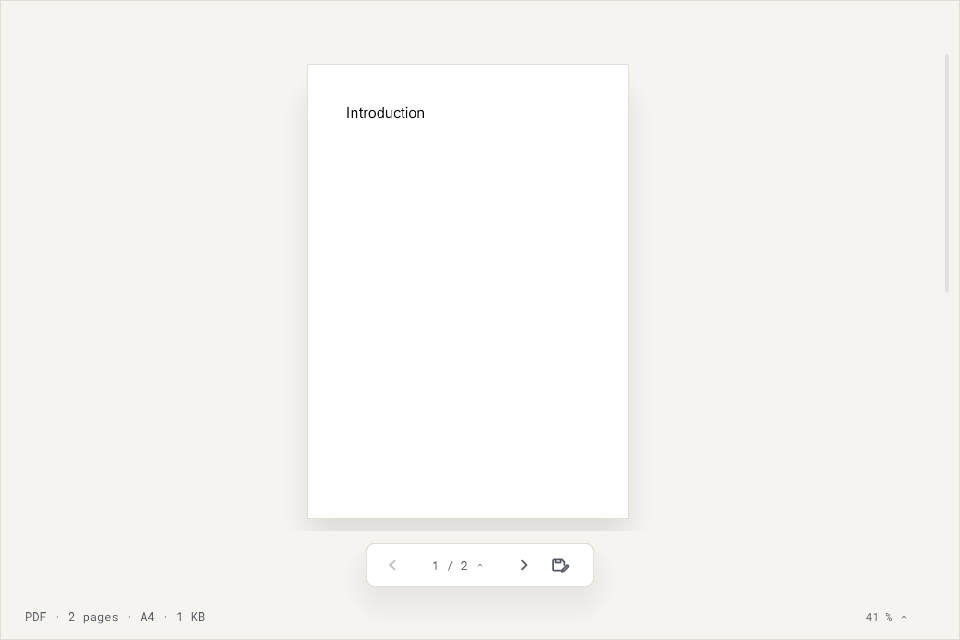 Introduction
1 / 2
PDF · 2 pages · A4 · 1 KB
41 %